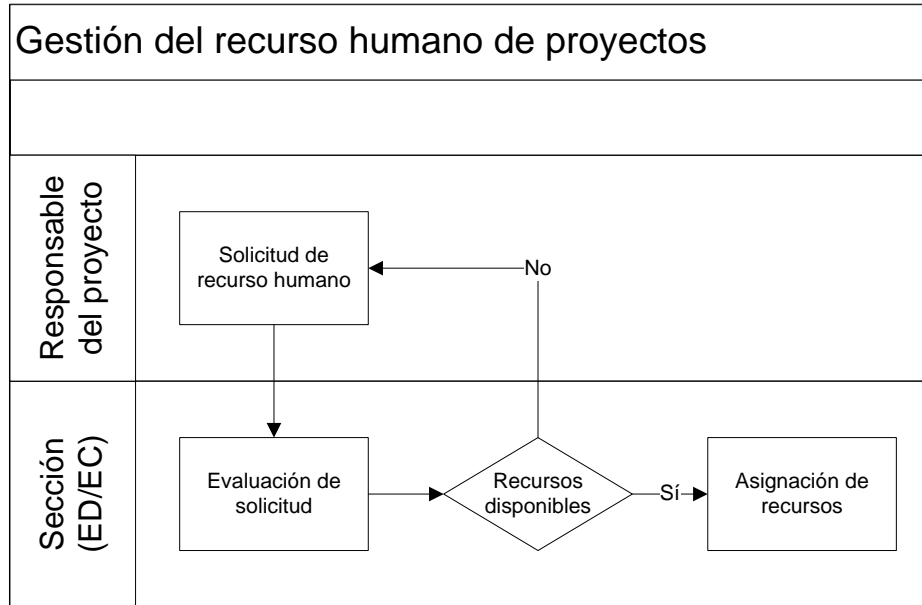 Gestión del recurso humano de proyectos
Responsable
del proyecto
Solicitud de
recurso humano
No
Sección
(ED/EC)
Evaluación de
solicitud
Recursos
disponibles
Sí
Asignación de
recursos